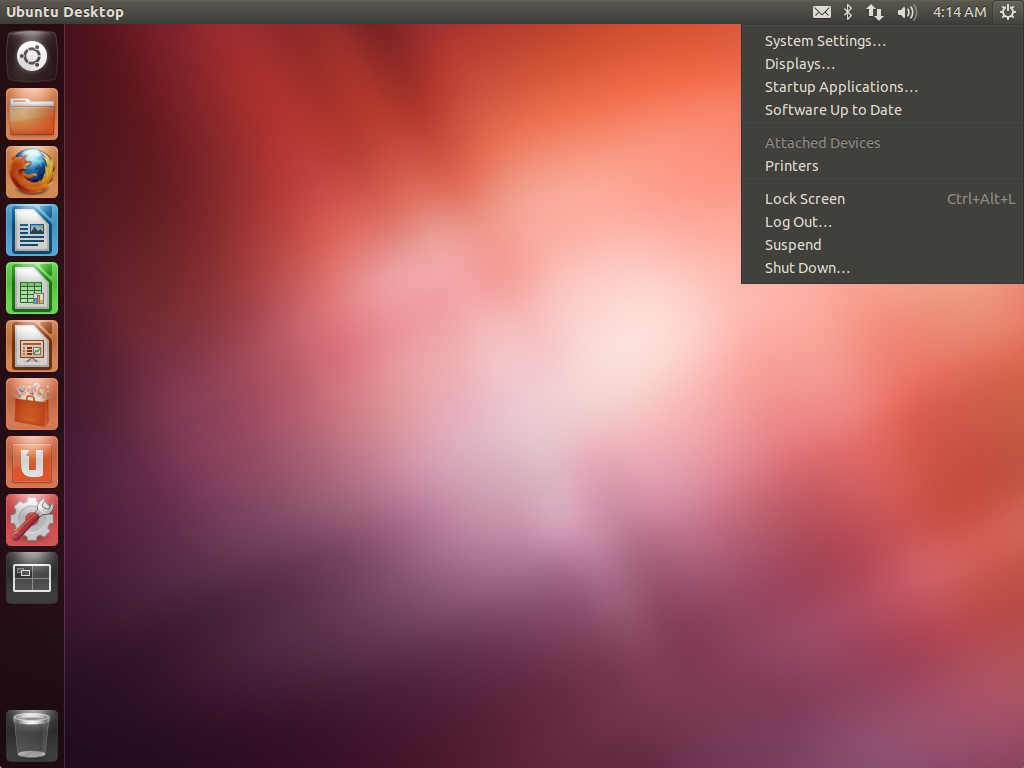 Ubuntu Desktop
4:14 AM
System Settings…
Displays…
Startup Applications…
Software Up to Date
Attached Devices
Printers
Lock Screen Ctrl+Alt+L
Log Out…
Suspend
Shut Down…